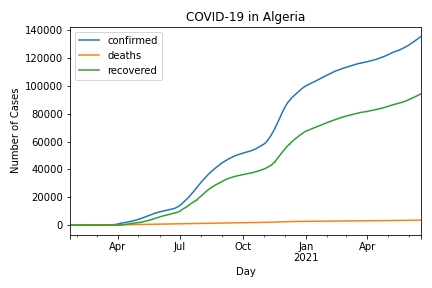 COVID-19 in Algeria
confirmed
deaths
recovered
Number of Cases
140000
120000
100000
80000
60000
40000
20000
0
Apr
Jul
Oct
Jan
2021
Apr
Day